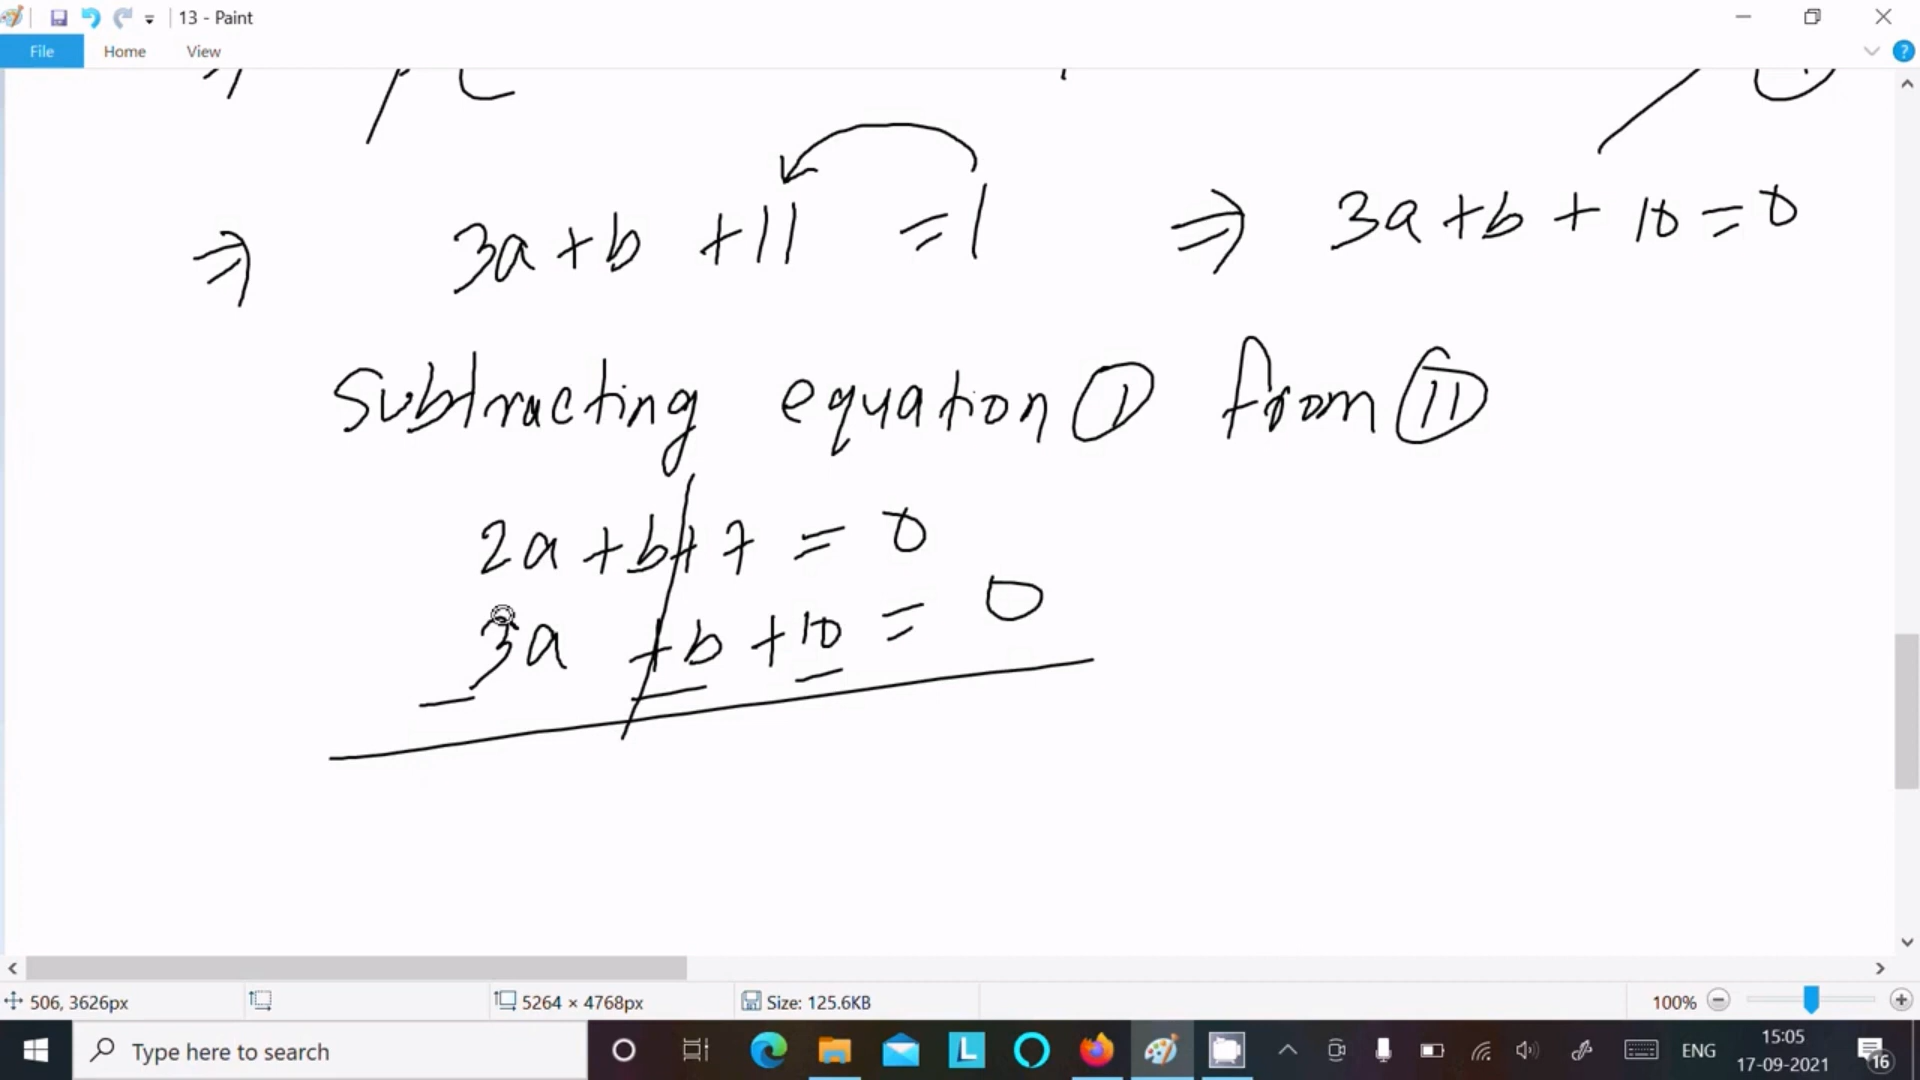 13 - Paint
File Home View
⇒ 3a + b + 11 = 1 ⇒ 3a + b + 10 = 0
Subtracting equation Ⓘ from Ⓘⓘ
2a + b + 7 = 0
3a + b + 10 = 0
506, 3626px 5264 × 4768px Size: 125.6KB 100%
Type here to search L ENG 15:05
17-09-2021 16